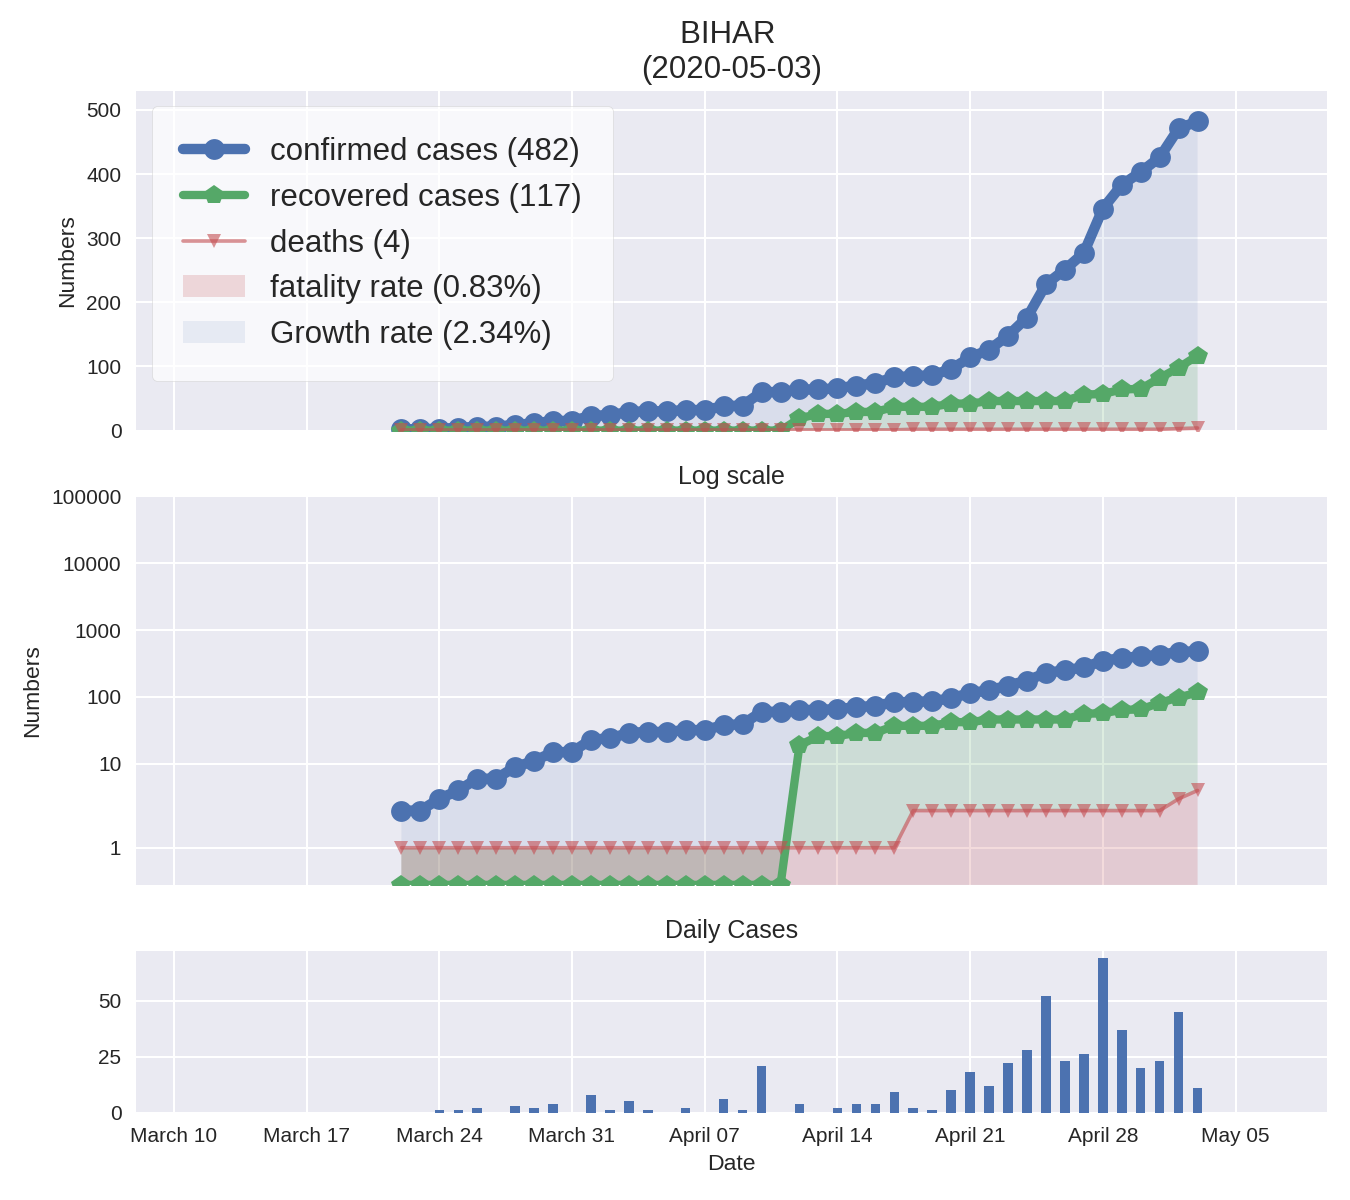 BIHAR
(2020-05-03)
500
400
300
200
100
0
Numbers
confirmed cases (482)
recovered cases (117)
deaths (4)
fatality rate (0.83%)
Growth rate (2.34%)
Log scale
100000
10000
1000
100
10
1
Numbers
Daily Cases
50
25
0
March 10 March 17 March 24 March 31 April 07 April 14 April 21 April 28 May 05
Date